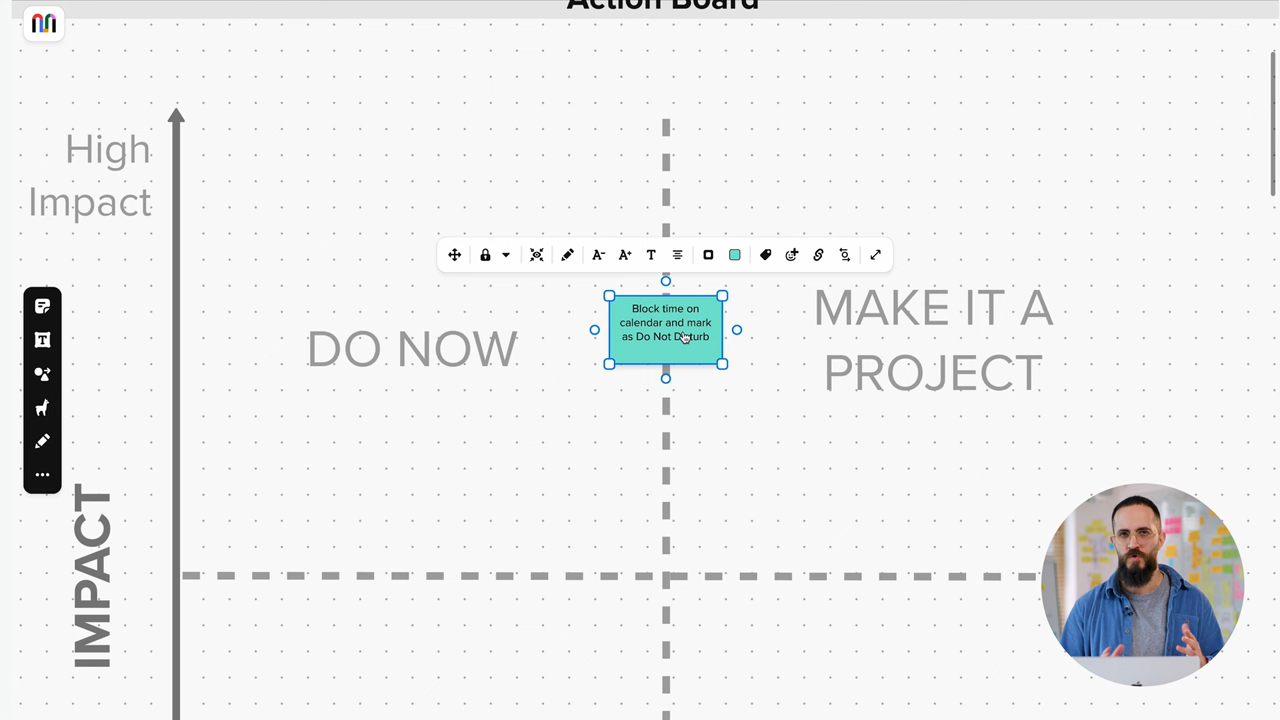 Action Board
High
Impact
A-
A+
T
Block time on
calendar and mark
as Do Not Disturb
DO NOW
MAKE IT A
PROJECT
IMPACT